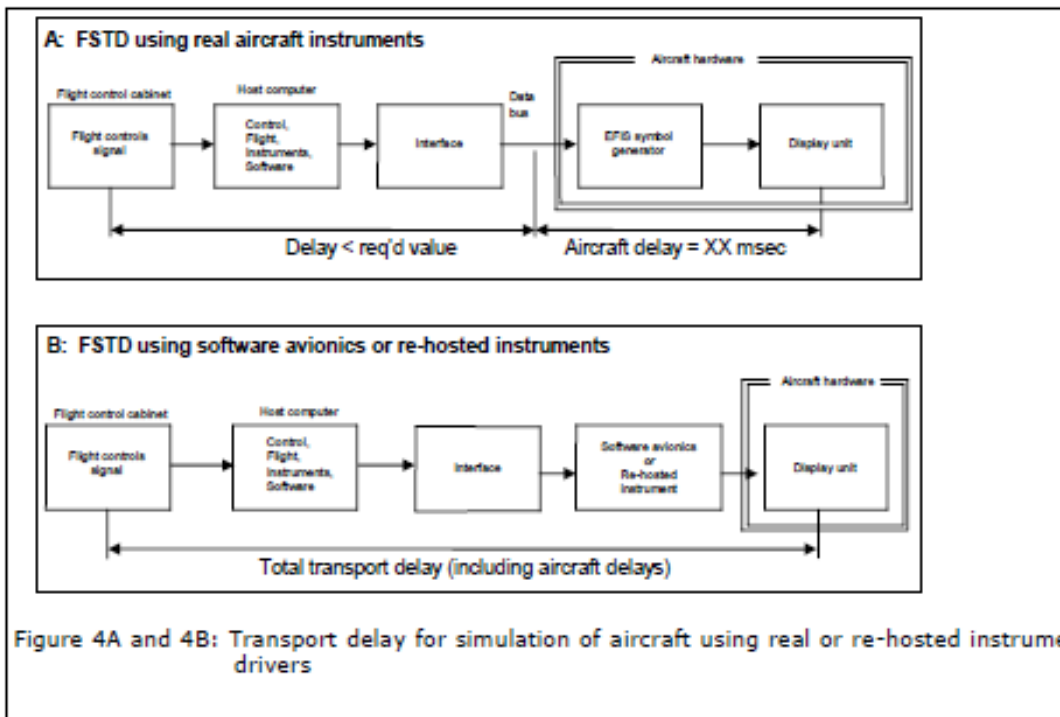 A: FSTD using real aircraft instruments
Aircraft hardware
Flight control cabinet
Host computer
Data
bus
Flight controls
signal
Control,
Flight,
Instruments,
Software
Interface
EFIS symbol
generator
Display unit
Delay < req'd value
Aircraft delay = XX msec
B: FSTD using software avionics or re-hosted instruments
Aircraft hardware
Flight control cabinet
Host computer
Flight controls
signal
Control,
Flight,
Instruments,
Software
Interface
Software avionics
or
Re-hosted
Instrument
Display unit
Total transport delay (including aircraft delays)
Figure 4A and 4B: Transport delay for simulation of aircraft using real or re-hosted instrume
drivers